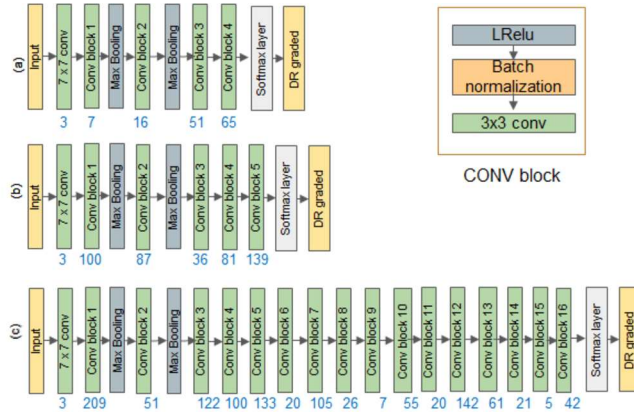 (a)
Input
7 x 7 conv
Conv block 1
Max Booling
Conv block 2
Max Booling
Conv block 3
Conv block 4
Softmax layer
DR graded
3 7 16 51 65
LRelu
Batch
normalization
3x3 conv
CONV block
(b)
Input
7 x 7 conv
Conv block 1
Max Booling
Conv block 2
Max Booling
Conv block 3
Conv block 4
Conv block 5
Softmax layer
DR graded
3 100 87 36 81 139
(c)
Input
7 x 7 conv
Conv block 1
Max Booling
Conv block 2
Max Booling
Conv block 3
Conv block 4
Conv block 5
Conv block 6
Conv block 7
Conv block 8
Conv block 9
Conv block 10
Conv block 11
Conv block 12
Conv block 13
Conv block 14
Conv block 15
Conv block 16
Softmax layer
DR graded
3 209 51 122 100 133 20 105 26 7 55 20 142 61 21 5 42